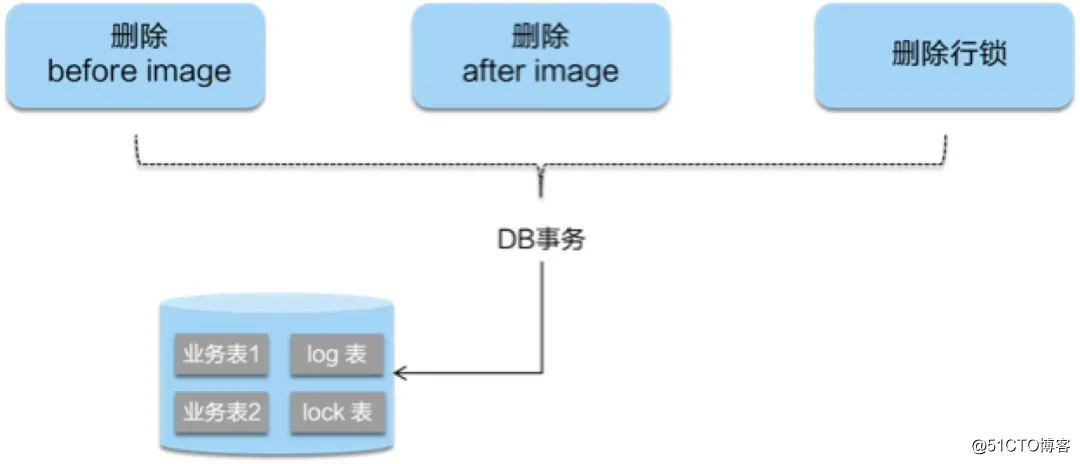 删除
before image
删除
after image
删除行锁
DB事务
业务表1
log 表
业务表2
lock 表
@51CTO博客